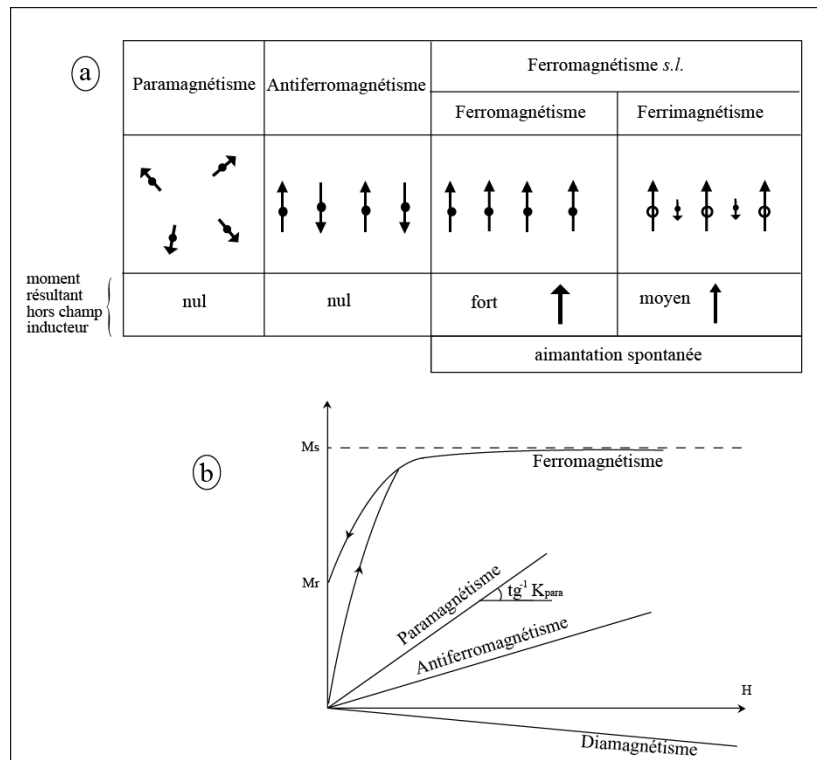 a
Paramagnétisme
Antiferromagnétisme
Ferromagnétisme s.l.
Ferromagnétisme
Ferrimagnétisme
moment
résultant
hors champ
inducteur
nul
nul
fort
moyen
aimantation spontanée
b
Ms
Ferromagnétisme
Mr
Paramagnétisme
tg-1 Kpara
Antiferromagnétisme
H
Diamagnétisme